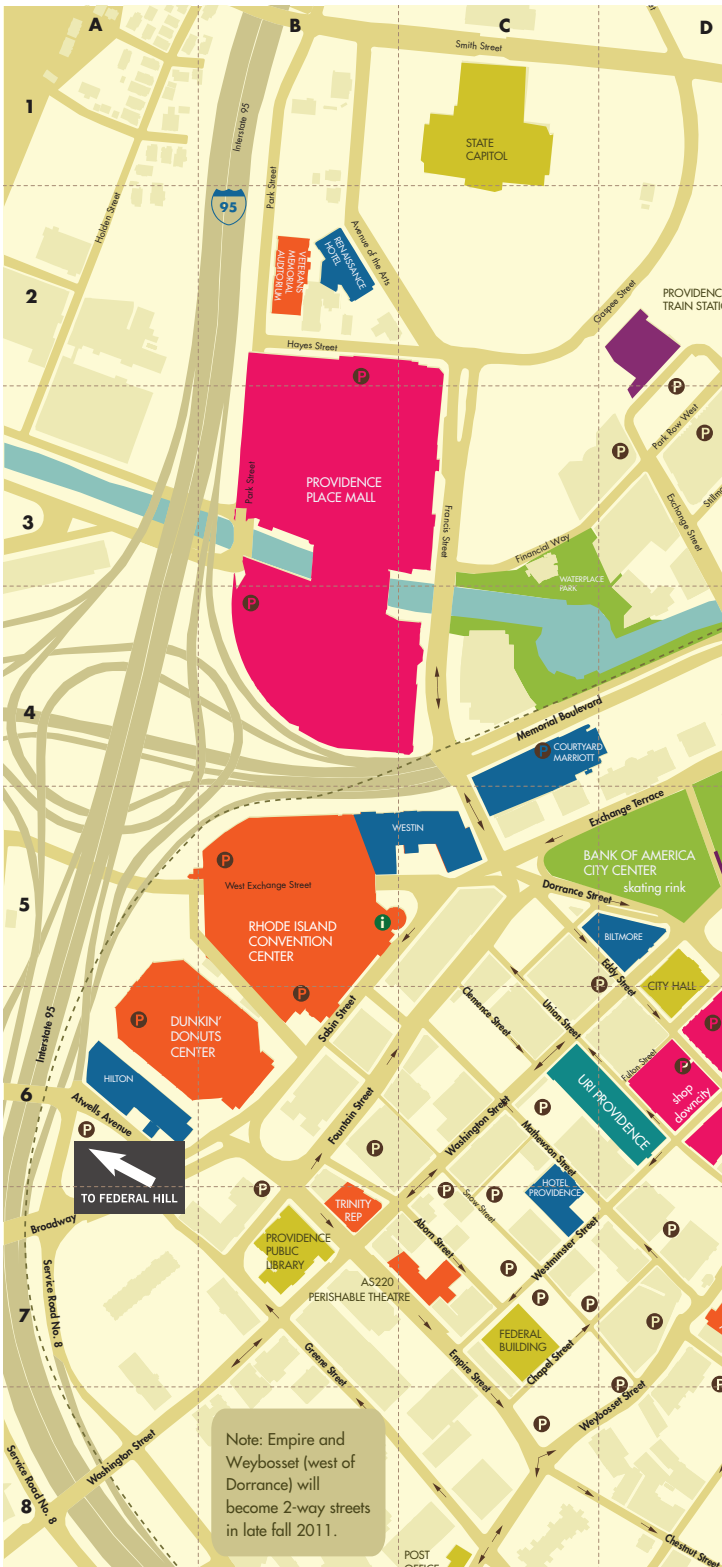 A
B
C
D
Smith Street
1
Interstate 95
STATE
CAPITOL
95
Park Street
Holden Street
Avenue of the Arts
VETERANS
MEMORIAL
AUDITORIUM
RENAISSANCE
HOTEL
2
Gaspee Street
PROVIDENC
TRAIN STATIO
Hayes Street
P
P
Park Row West
P
P
PROVIDENCE
PLACE MALL
Park Street
3
Francis Street
Exchange Street
Stillm
Financial Way
WATERPLACE
PARK
P
4
Memorial Boulevard
P
COURTYARD
MARRIOTT
Exchange Terrace
WESTIN
P
BANK OF AMERICA
CITY CENTER
skating rink
West Exchange Street
5
Dorrance Street
i
RHODE ISLAND
CONVENTION
CENTER
BILTMORE
Eddy Street
P
CITY HALL
P
Clemence Street
Union Street
Interstate 95
P
DUNKIN'
DONUTS
CENTER
Sabin Street
P
Fulton Street
P
HILTON
shop
downcity
URI PROVIDENCE
6
Atwells Avenue
P
Fountain Street
Washington Street
P
Mathewson Street
P
TO FEDERAL HILL
HOTEL
PROVIDENCE
P
P
P
Snow Street
TRINITY
REP
Broadway
PROVIDENCE
PUBLIC
LIBRARY
Aborn Street
P
Westminster Street
P
AS220
PERISHABLE THEATRE
Service Road No. 8
P
P
P
7
FEDERAL
BUILDING
Greene Street
Empire Street
Chapel Street
P
P
Weybosset Street
P
Washington Street
Service Road No. 8
Note: Empire and
Weybosset (west of
Dorrance) will
become 2-way streets
in late fall 2011.
8
Chestnut Street
POST
OFFICE